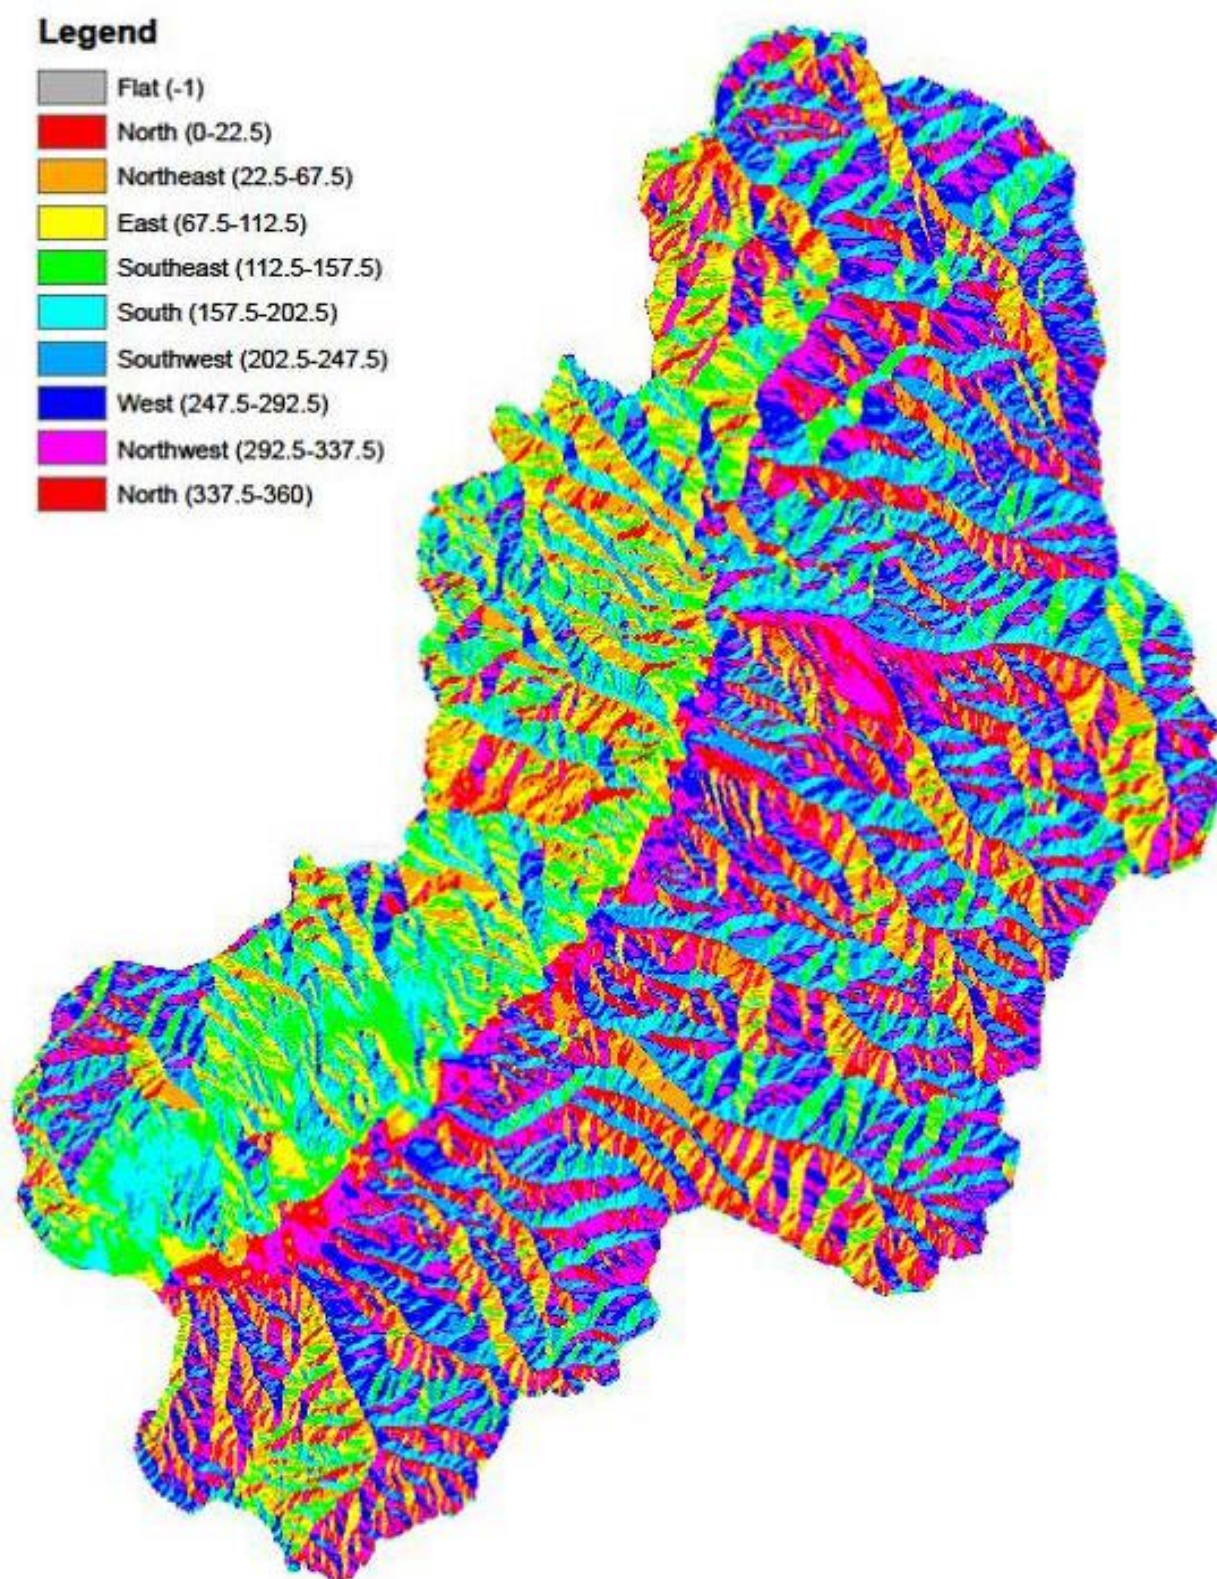 Legend
Flat (-1)
North (0-22.5)
Northeast (22.5-67.5)
East (67.5-112.5)
Southeast (112.5-157.5)
South (157.5-202.5)
Southwest (202.5-247.5)
West (247.5-292.5)
Northwest (292.5-337.5)
North (337.5-360)